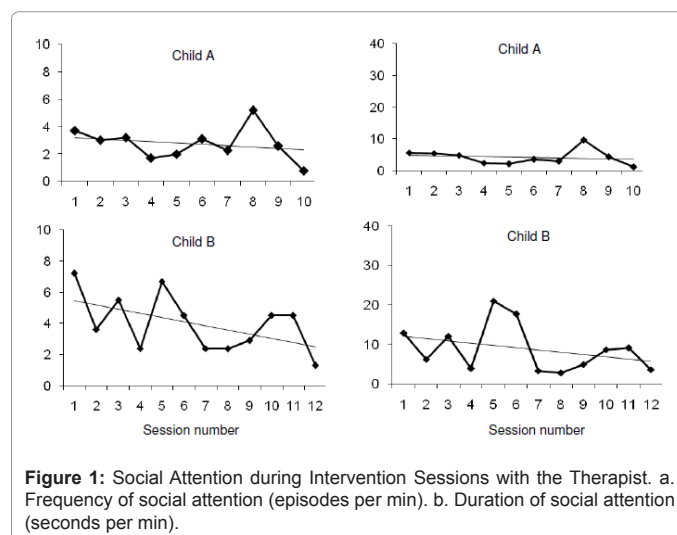 Child A
10
8
6
4
2
0
1 2 3 4 5 6 7 8 9 10
Child A
40
30
20
10
0
1 2 3 4 5 6 7 8 9 10
Child B
10
8
6
4
2
0
1 2 3 4 5 6 7 8 9 10 11 12
Session number
Child B
40
30
20
10
0
1 2 3 4 5 6 7 8 9 10 11 12
Session number
Figure 1: Social Attention during Intervention Sessions with the Therapist. a.
Frequency of social attention (episodes per min). b. Duration of social attention
(seconds per min).